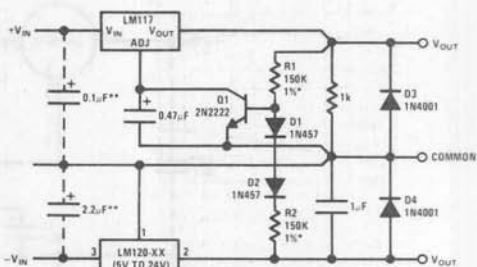 LM117
+VIN
VIN VOUT
ADJ
VOUT
R1
150K
1%*
Q1
2N2222
1k
D3
1N4001
0.1μF**
0.47μF
D1
1N457
COMMON
D2
1N457
2.2μF**
1μF
D4
1N4001
R2
150K
1%*
1
-VIN
3
LM120-XX
2
(5V TO 24V)
VOUT